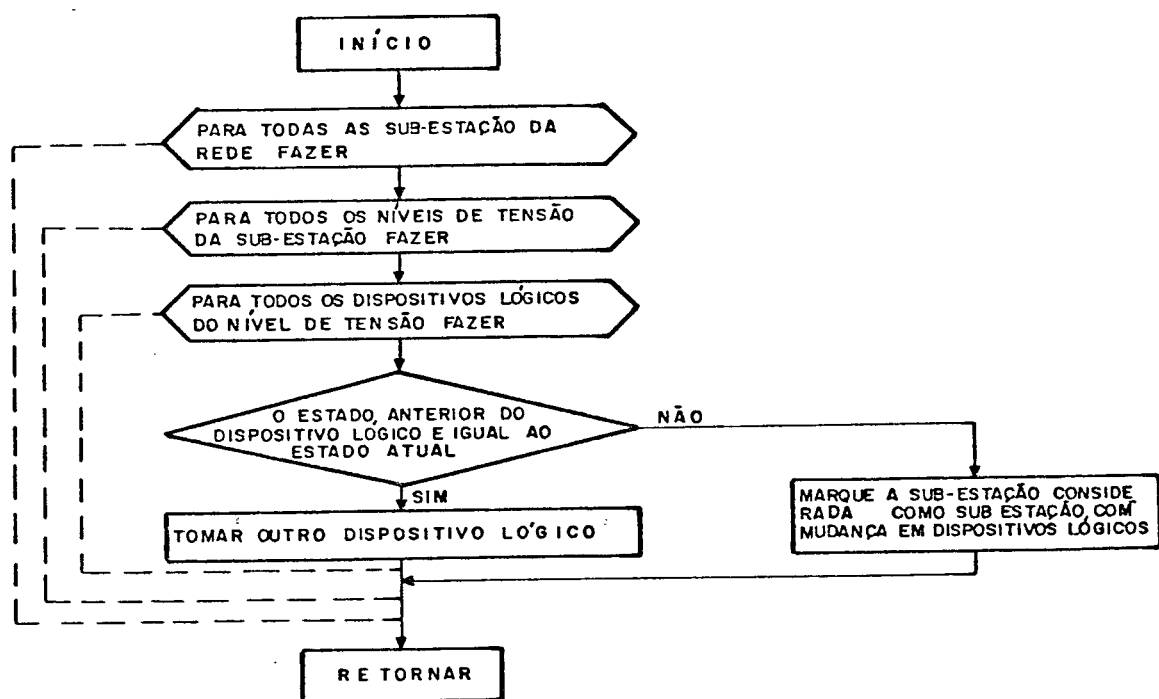 INÍCIO
PARA TODAS AS SUB-ESTAÇÃO DA
REDE FAZER
PARA TODOS OS NÍVEIS DE TENSÃO
DA SUB-ESTAÇÃO FAZER
PARA TODOS OS DISPOSITIVOS LÓGICOS
DO NÍVEL DE TENSÃO FAZER
O ESTADO, ANTERIOR DO
DISPOSITIVO LÓGICO E IGUAL AO
ESTADO ATUAL
NÃO
SIM
MARQUE A SUB-ESTAÇÃO CONSIDE
RADA COMO SUB ESTAÇÃO, COM
MUDANÇA EM DISPOSITIVOS LÓGICOS
TOMAR OUTRO DISPOSITIVO LÓGICO
RETORNAR